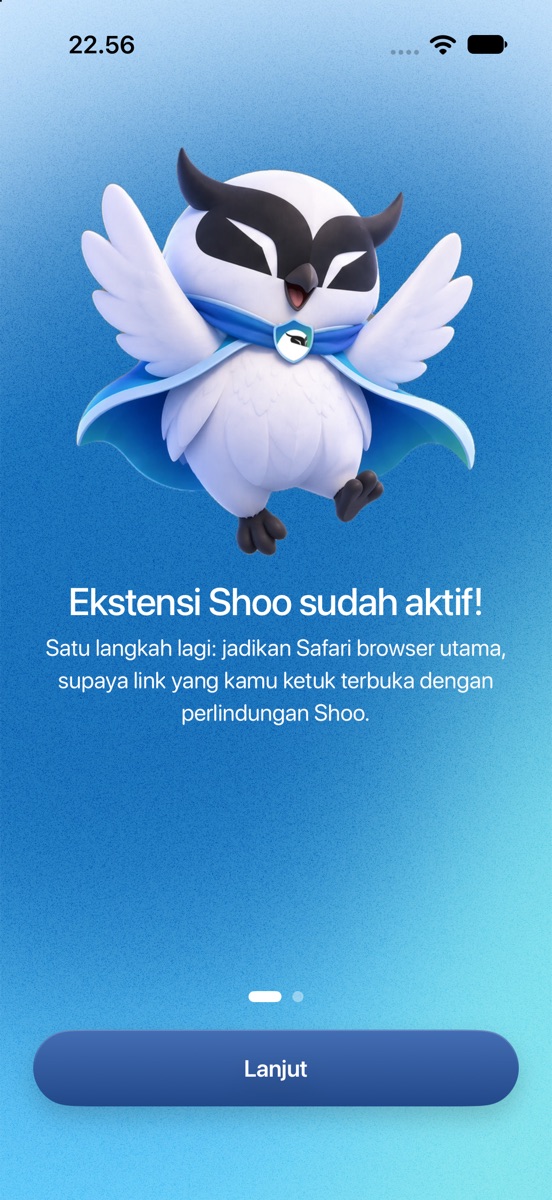 22.56
Ekstensi Shoo sudah aktif!
Satu langkah lagi: jadikan Safari browser utama,
supaya link yang kamu ketuk terbuka dengan
perlindungan Shoo.
Lanjut